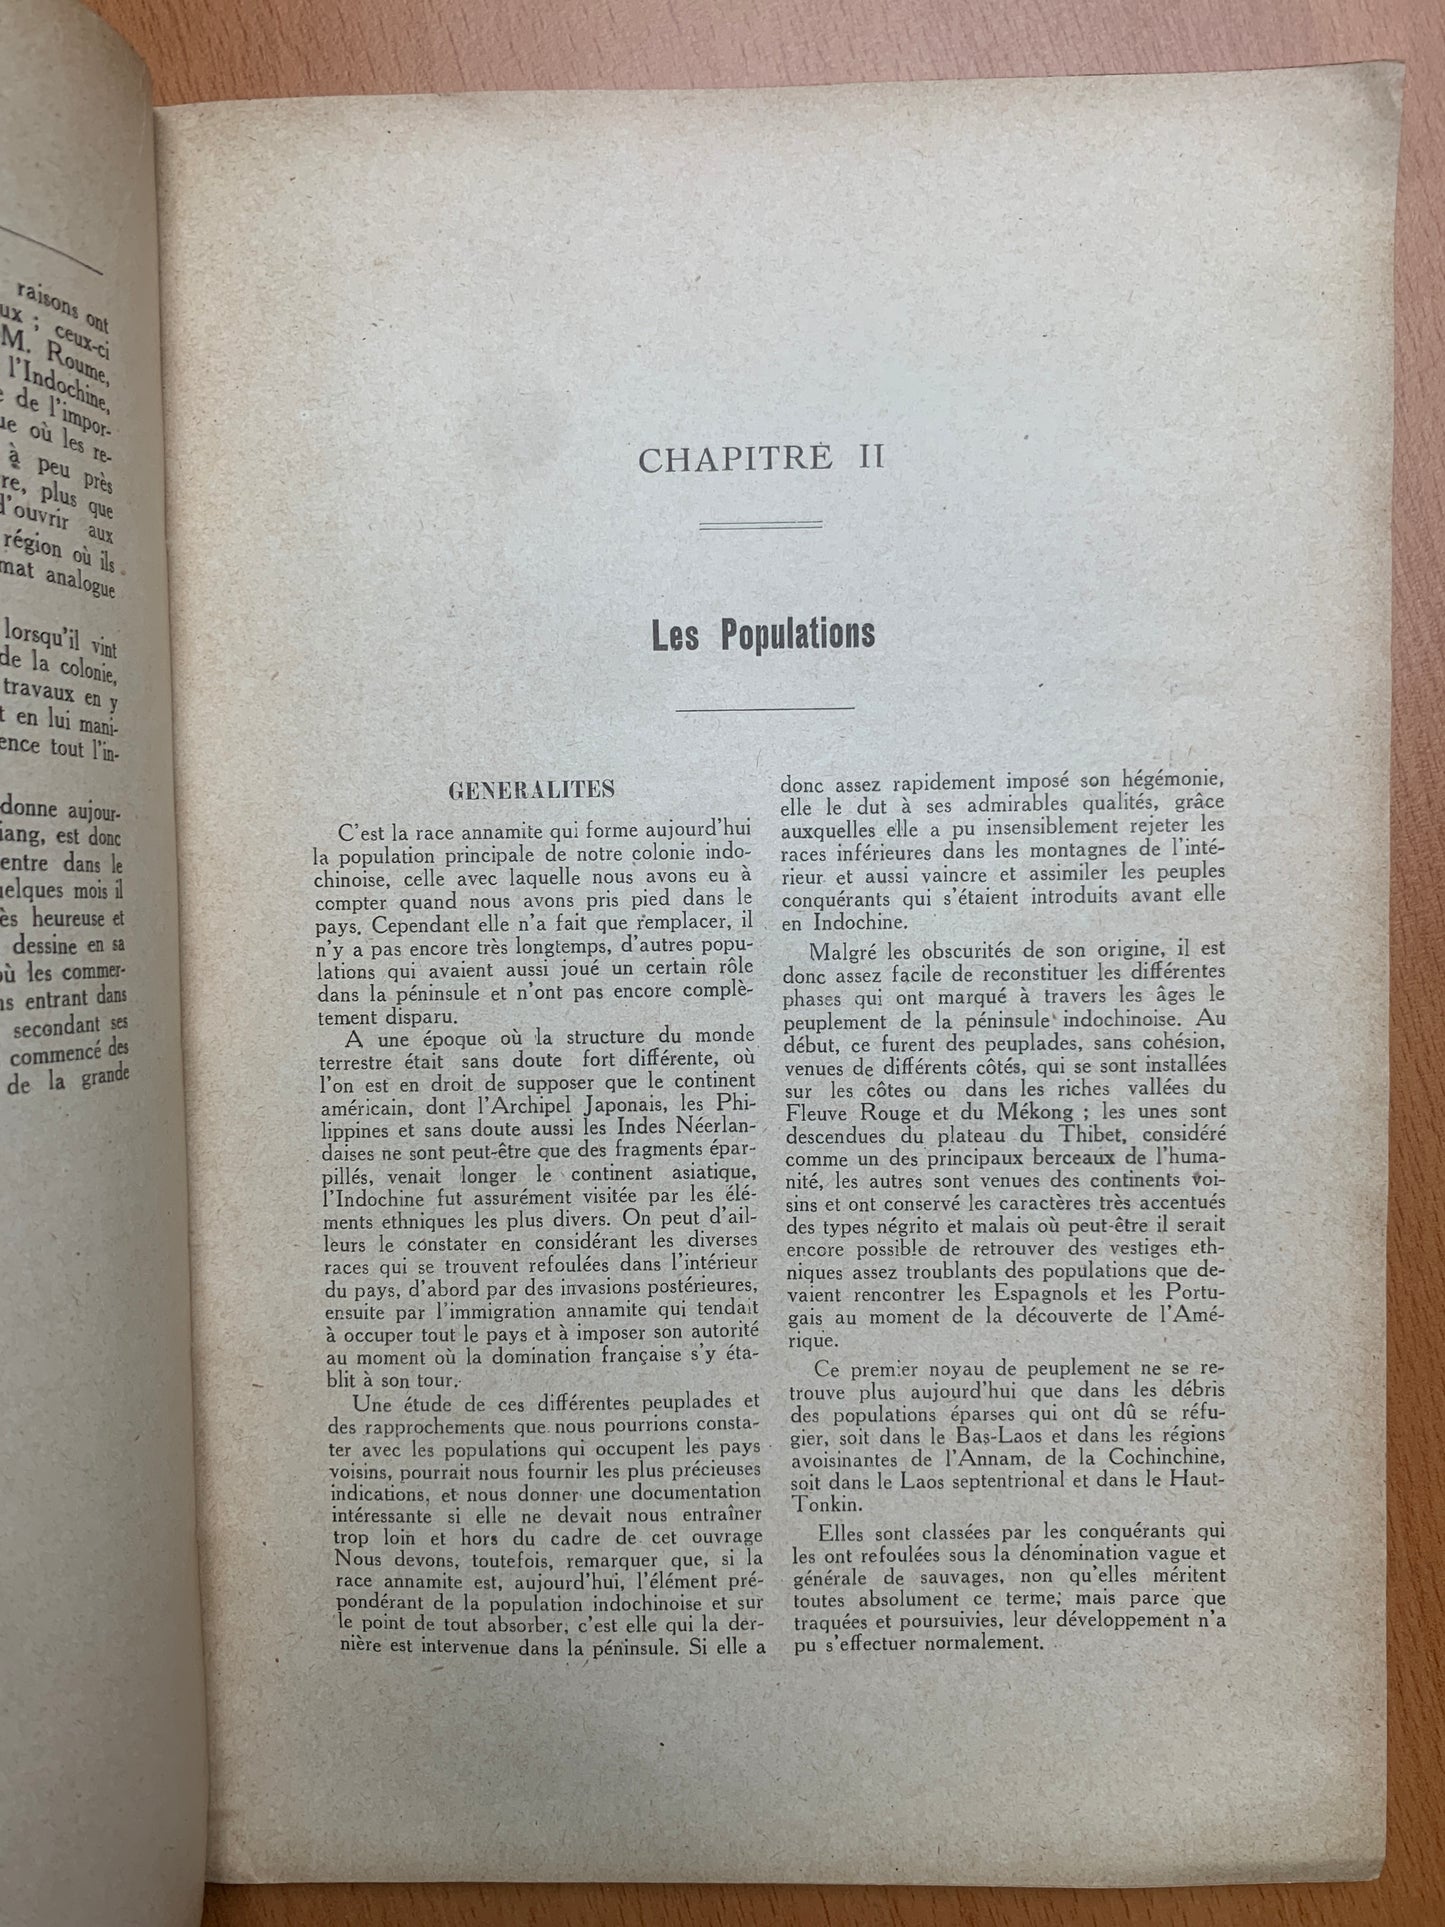 raisons ont
ux ; ceux-ci
M. Roume,
l'Indochine,
de l'impor-
ue où les re-
à peu près
re, plus que
d'ouvrir aux
région où ils
mat analogue
lorsqu'il vint
de la colonie,
travaux en y
t en lui mani-
ence tout l'in-
donne aujour-
iang, est donc
entre dans le
uelques mois il
ès heureuse et
dessine en sa
où les commer-
ns entrant dans
secondant ses
commencé des
de la grande
CHAPITRE II
Les Populations
GENERALITES
C'est la race annamite qui forme aujourd'hui
la population principale de notre colonie indo-
chinoise, celle avec laquelle nous avons eu à
compter quand nous avons pris pied dans le
pays. Cependant elle n'a fait que remplacer, il
n'y a pas encore très longtemps, d'autres popu-
lations qui avaient aussi joué un certain rôle
dans la péninsule et n'ont pas encore complè-
tement disparu.
A une époque où la structure du monde
terrestre était sans doute fort différente, où
l'on est en droit de supposer que le continent
américain, dont l'Archipel Japonais, les Phi-
lippines et sans doute aussi les Indes Néerlan-
daises ne sont peut-être que des fragments épar-
pillés, venait longer le continent asiatique,
l'Indochine fut assurément visitée par les élé-
ments ethniques les plus divers. On peut d'ail-
leurs le constater en considérant les diverses
races qui se trouvent refoulées dans l'intérieur
du pays, d'abord par des invasions postérieures,
ensuite par l'immigration annamite qui tendait
à occuper tout le pays et à imposer son autorité
au moment où la domination française s'y éta-
blit à son tour.
Une étude de ces différentes peuplades et
des rapprochements que nous pourrions consta-
ter avec les populations qui occupent les pays
voisins, pourrait nous fournir les plus précieuses
indications, et nous donner une documentation
intéressante si elle ne devait nous entraîner
trop loin et hors du cadre de cet ouvrage
Nous devons, toutefois, remarquer que, si la
race annamite est, aujourd'hui, l'élément pré-
pondérant de la population indochinoise et sur
le point de tout absorber, c'est elle qui la der-
nière est intervenue dans la péninsule. Si elle a
donc assez rapidement imposé son hégémonie,
elle le dut à ses admirables qualités, grâce
auxquelles elle a pu insensiblement rejeter les
races inférieures dans les montagnes de l'inté-
rieur et aussi vaincre et assimiler les peuples
conquérants qui s'étaient introduits avant elle
en Indochine.
Malgré les obscurités de son origine, il est
donc assez facile de reconstituer les différentes
phases qui ont marqué à travers les âges le
peuplement de la péninsule indochinoise. Au
début, ce furent des peuplades, sans cohésion,
venues de différents côtés, qui se sont installées
sur les côtes ou dans les riches vallées du
Fleuve Rouge et du Mékong ; les unes sont
descendues du plateau du Thibet, considéré
comme un des principaux berceaux de l'huma-
nité, les autres sont venues des continents voi-
sins et ont conservé les caractères très accentués
des types négrito et malais où peut-être il serait
encore possible de retrouver des vestiges eth-
niques assez troublants des populations que de-
vaient rencontrer les Espagnols et les Portu-
gais au moment de la découverte de l'Amé-
rique.
Ce premier noyau de peuplement ne se re-
trouve plus aujourd'hui que dans les débris
des populations éparses qui ont dû se réfu-
gier, soit dans le Bas-Laos et dans les régions
avoisinantes de l'Annam, de la Cochinchine,
soit dans le Laos septentrional et dans le Haut-
Tonkin.
Elles sont classées par les conquérants qui
les ont refoulées sous la dénomination vague et
générale de sauvages, non qu'elles méritent
toutes absolument ce terme, mais parce que
traquées et poursuivies, leur développement n'a
pu s'effectuer normalement.